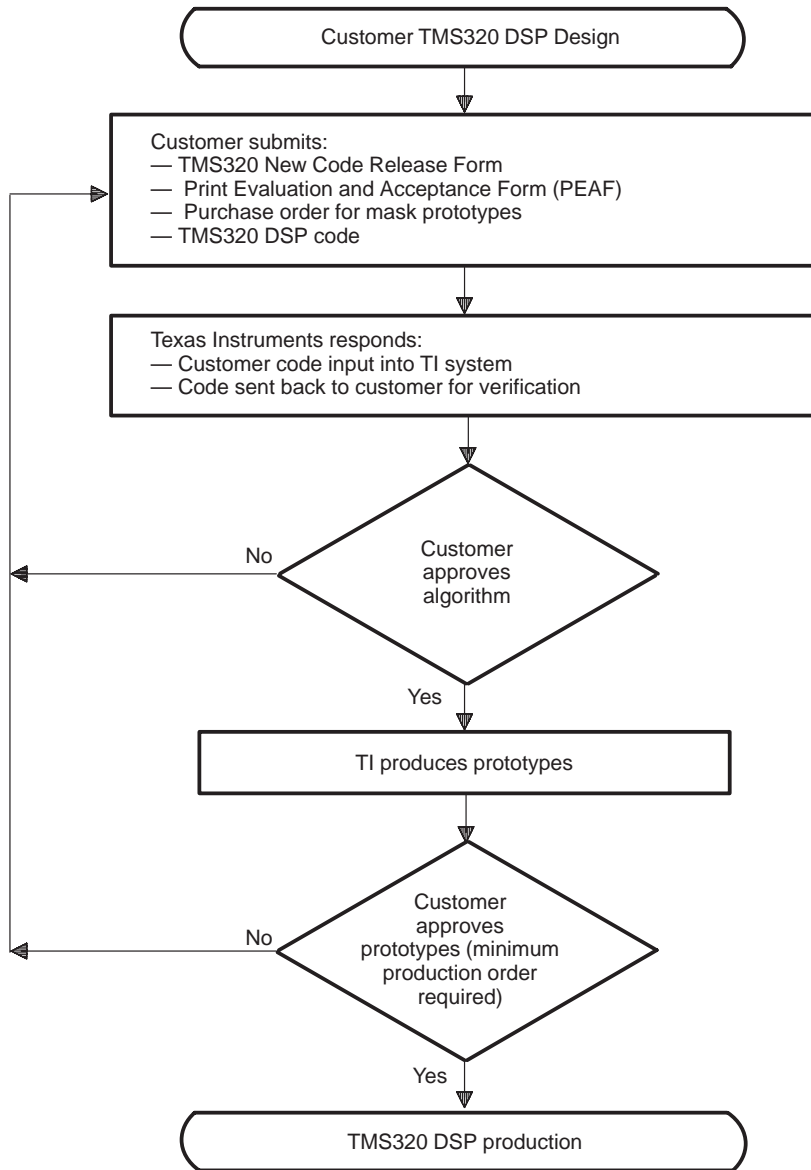 Customer TMS320 DSP Design
Customer submits:
— TMS320 New Code Release Form
— Print Evaluation and Acceptance Form (PEAF)
— Purchase order for mask prototypes
— TMS320 DSP code
Texas Instruments responds:
— Customer code input into TI system
— Code sent back to customer for verification
No
Customer
approves
algorithm
Yes
TI produces prototypes
No
Customer
approves
prototypes (minimum
production order
required)
Yes
TMS320 DSP production